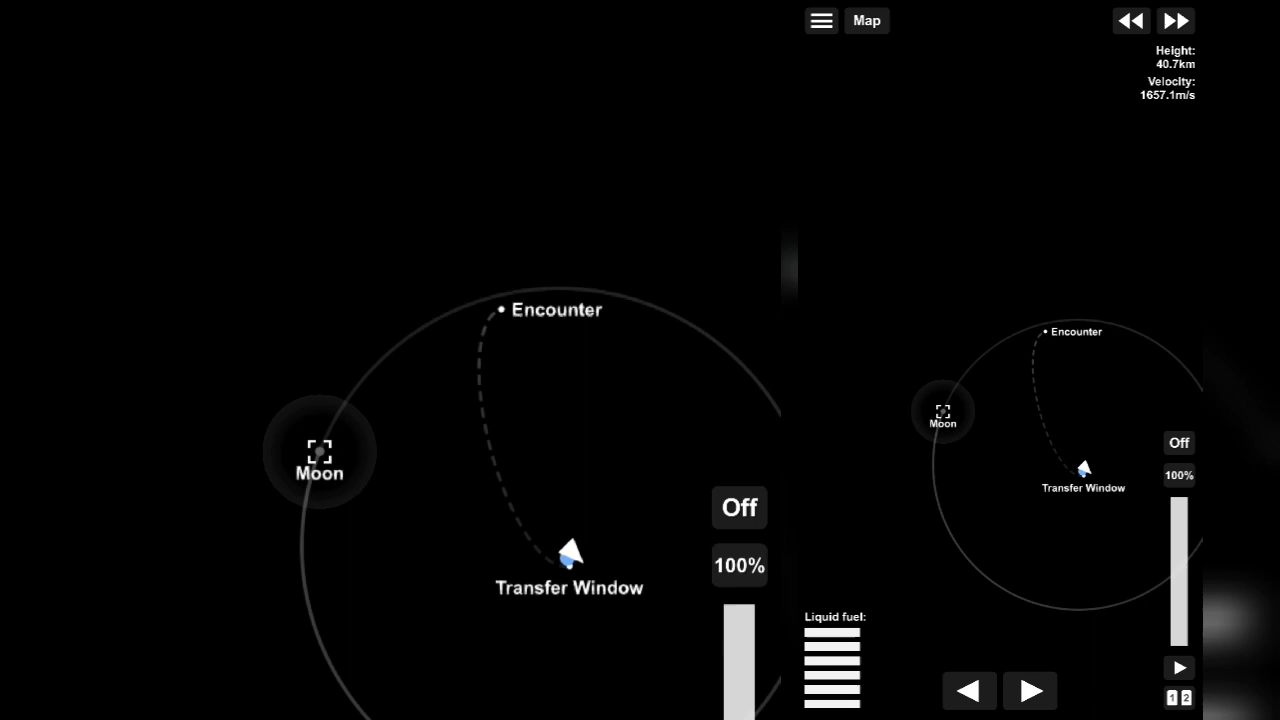 Encounter
Moon
Off
100%
Transfer Window
Map
Height:
40.7km
Velocity:
1657.1m/s
Encounter
Moon
Off
100%
Transfer Window
Liquid fuel:
1 2